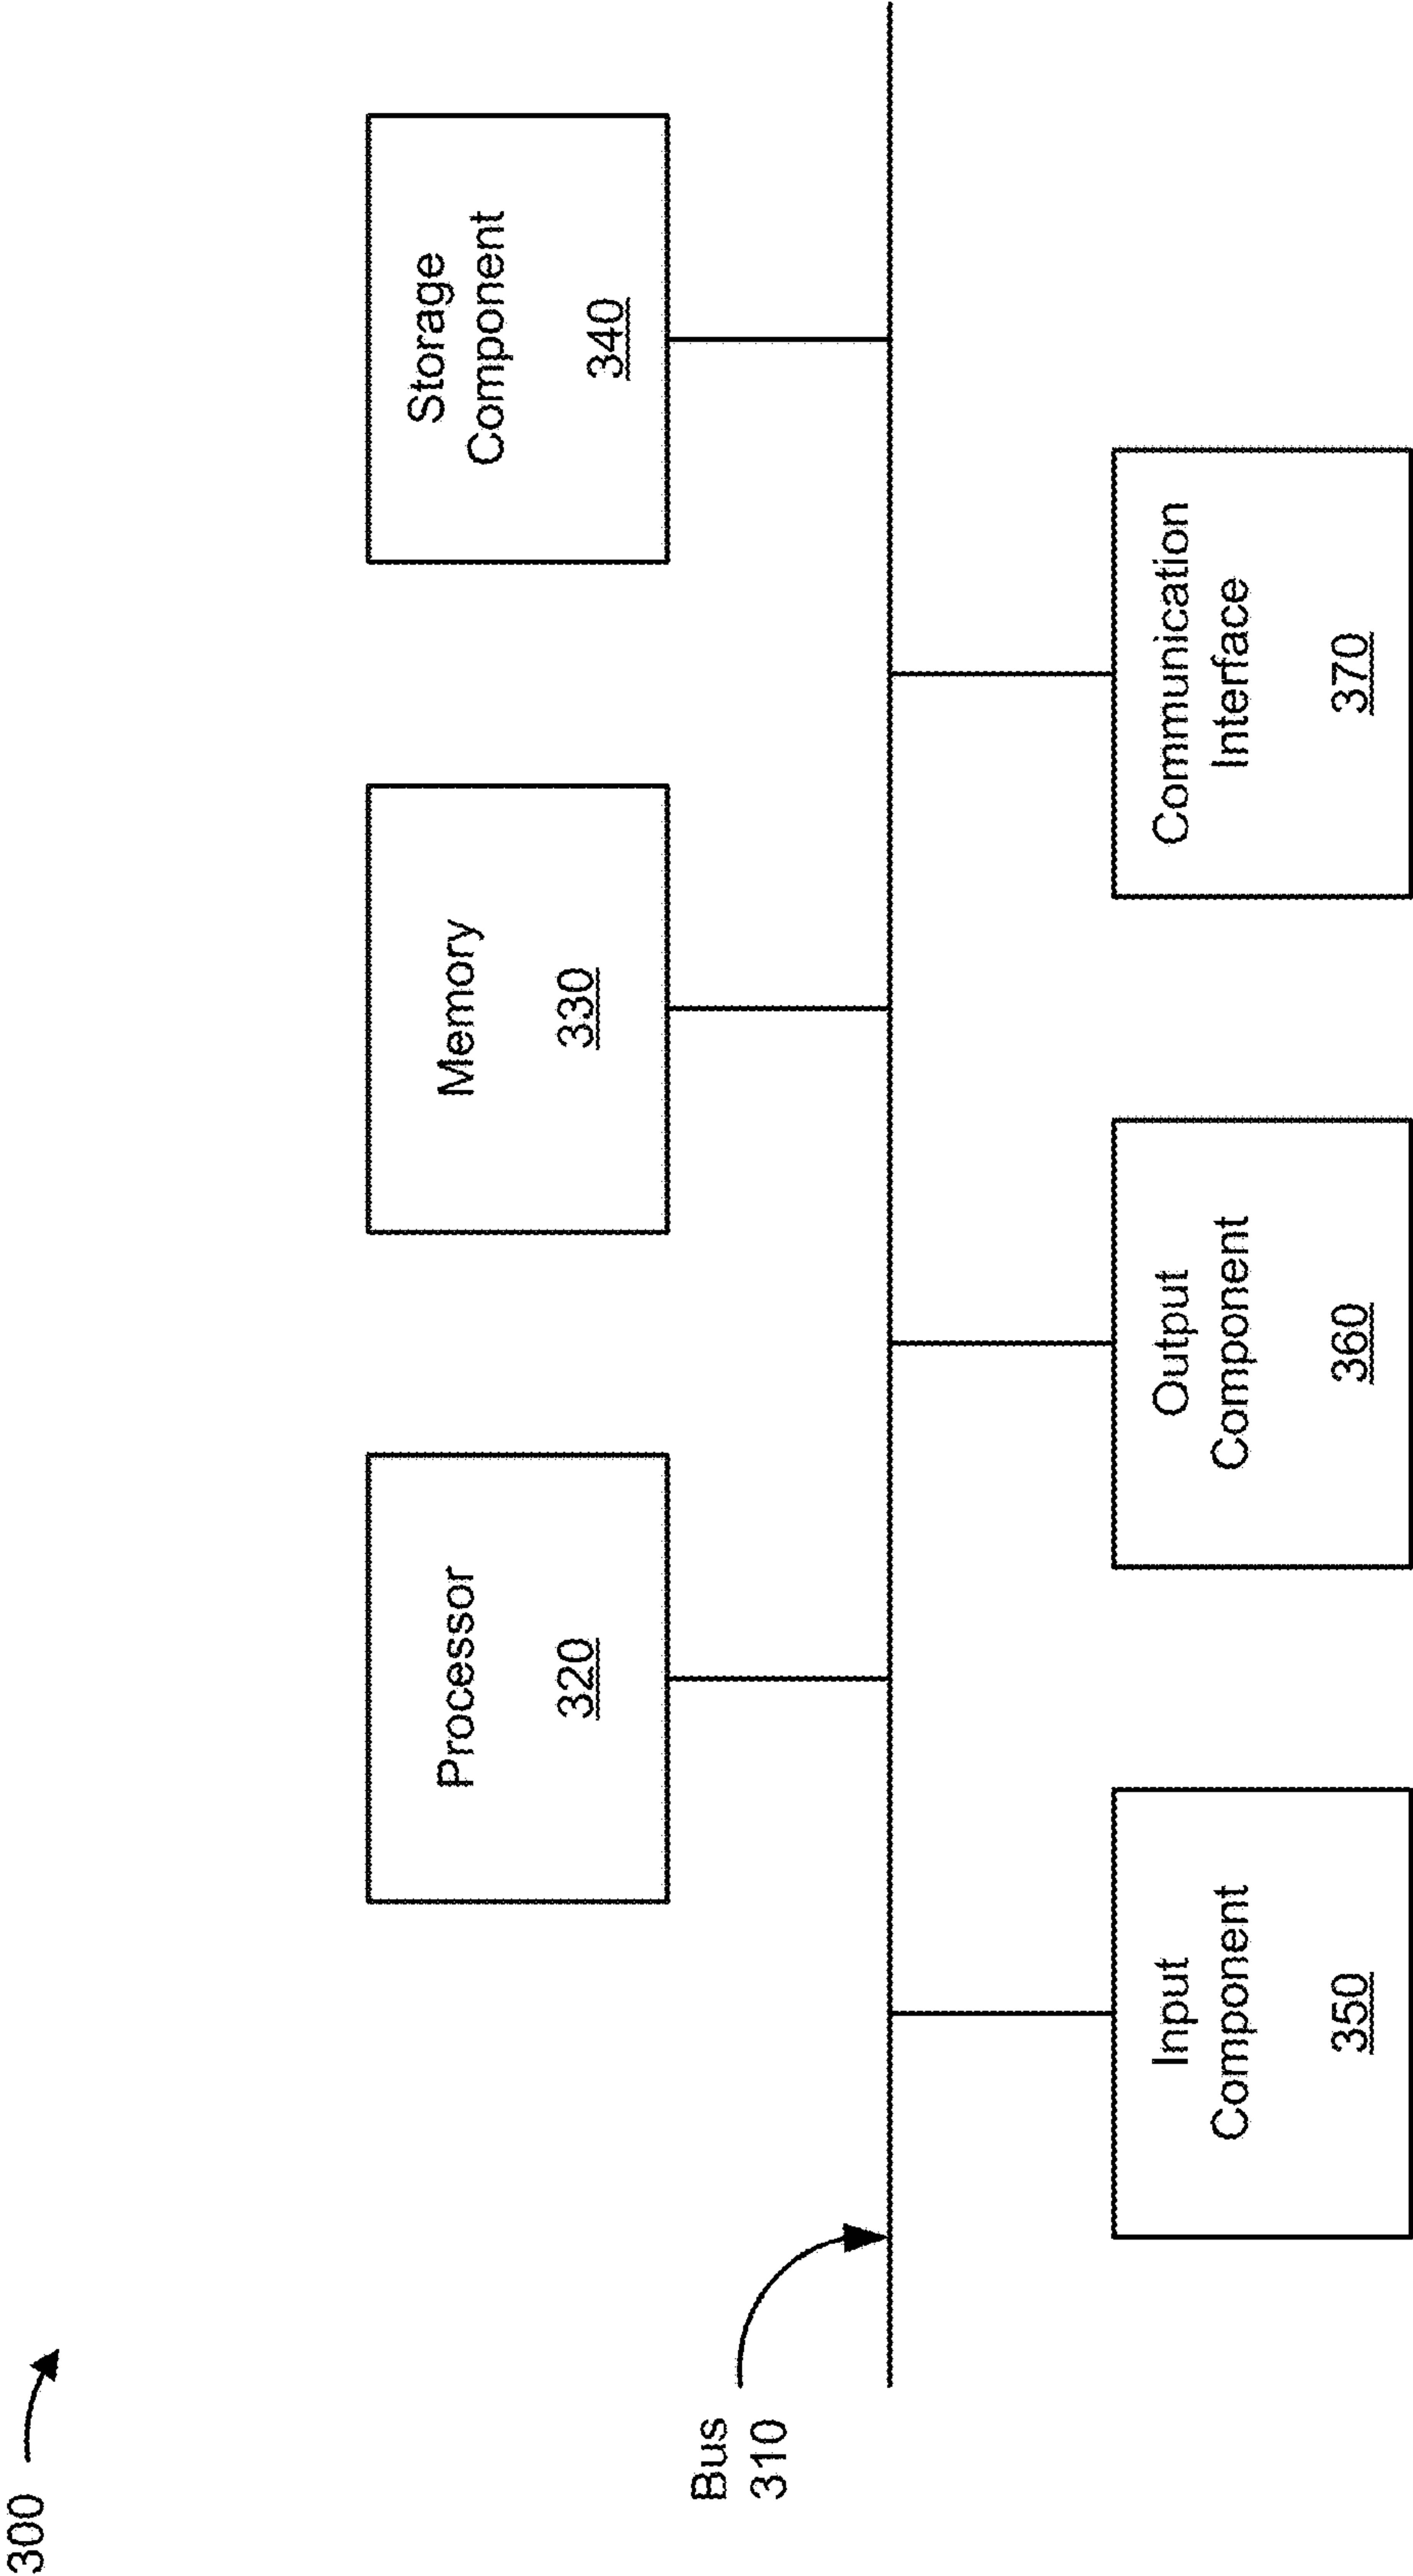 300
Bus
310
Processor
320
Memory
330
Storage
Component
340
Input
Component
350
Output
Component
360
Communication
Interface
370